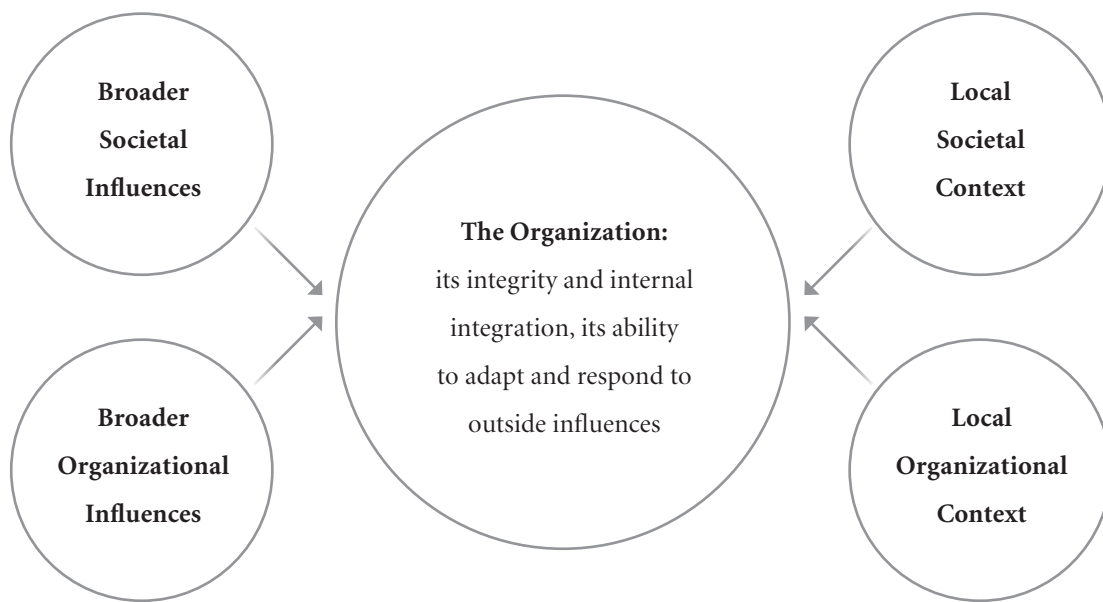 Broader
Societal
Influences
Local
Societal
Context
The Organization:
its integrity and internal
integration, its ability
to adapt and respond to
outside influences
Broader
Organizational
Influences
Local
Organizational
Context